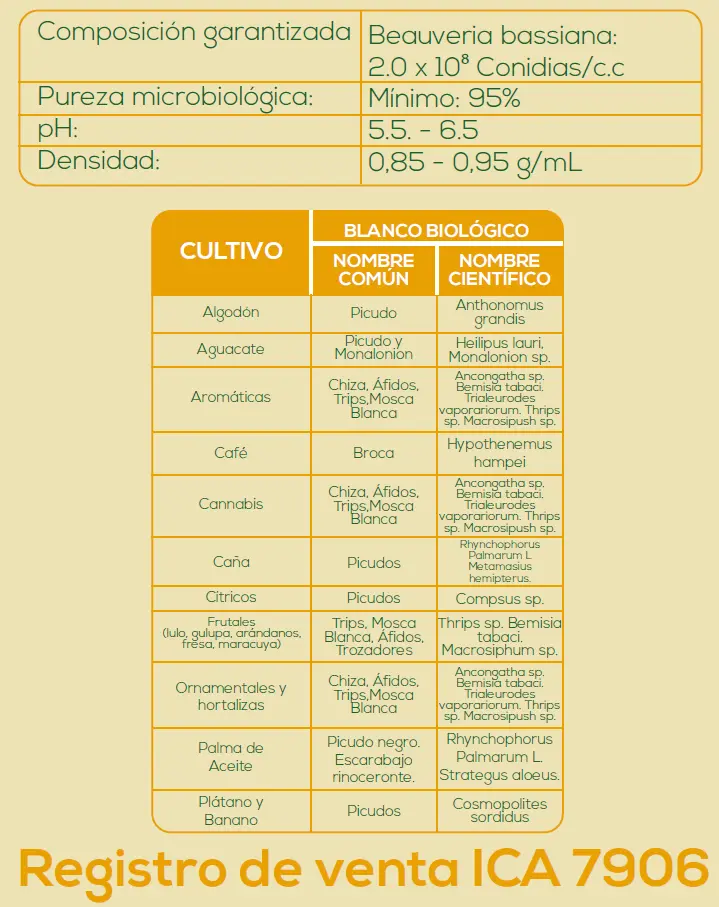 Composición garantizada
Beauveria bassiana:
2.0 x 10⁸ Conidias/c.c
Pureza microbiológica:
Mínimo: 95%
pH:
5.5. - 6.5
Densidad:
0,85 - 0,95 g/mL
CULTIVO
BLANCO BIOLÓGICO
NOMBRE
COMÚN
NOMBRE
CIENTÍFICO
Algodón
Picudo
Anthonomus
grandis
Aguacate
Picudo y
Monalonion
Heilipus lauri,
Monalonion sp.
Aromáticas
Chiza, Áfidos,
Trips,Mosca
Blanca
Ancongatha sp.
Bemisia tabaci.
Trialeurodes
vaporariorum. Thrips
sp. Macrosipush sp.
Café
Broca
Hypothenemus
hampei
Cannabis
Chiza, Áfidos,
Trips,Mosca
Blanca
Ancongatha sp.
Bemisia tabaci.
Trialeurodes
vaporariorum. Thrips
sp. Macrosipush sp.
Caña
Picudos
Rhynchophorus
Palmarum L
Metamasius
hemipterus.
Cítricos
Picudos
Compsus sp.
Frutales
(lulo, gulupa, arándanos,
fresa, maracuya)
Trips, Mosca
Blanca, Áfidos,
Trozadores
Thrips sp. Bemisia
tabaci.
Macrosiphum sp.
Ornamentales y
hortalizas
Chiza, Áfidos,
Trips,Mosca
Blanca
Ancongatha sp.
Bemisia tabaci.
Trialeurodes
vaporariorum. Thrips
sp. Macrosipush sp.
Palma de
Aceite
Picudo negro.
Escarabajo
rinoceronte.
Rhynchophorus
Palmarum L.
Strategus aloeus.
Plátano y
Banano
Picudos
Cosmopolites
sordidus
Registro de venta ICA 7906